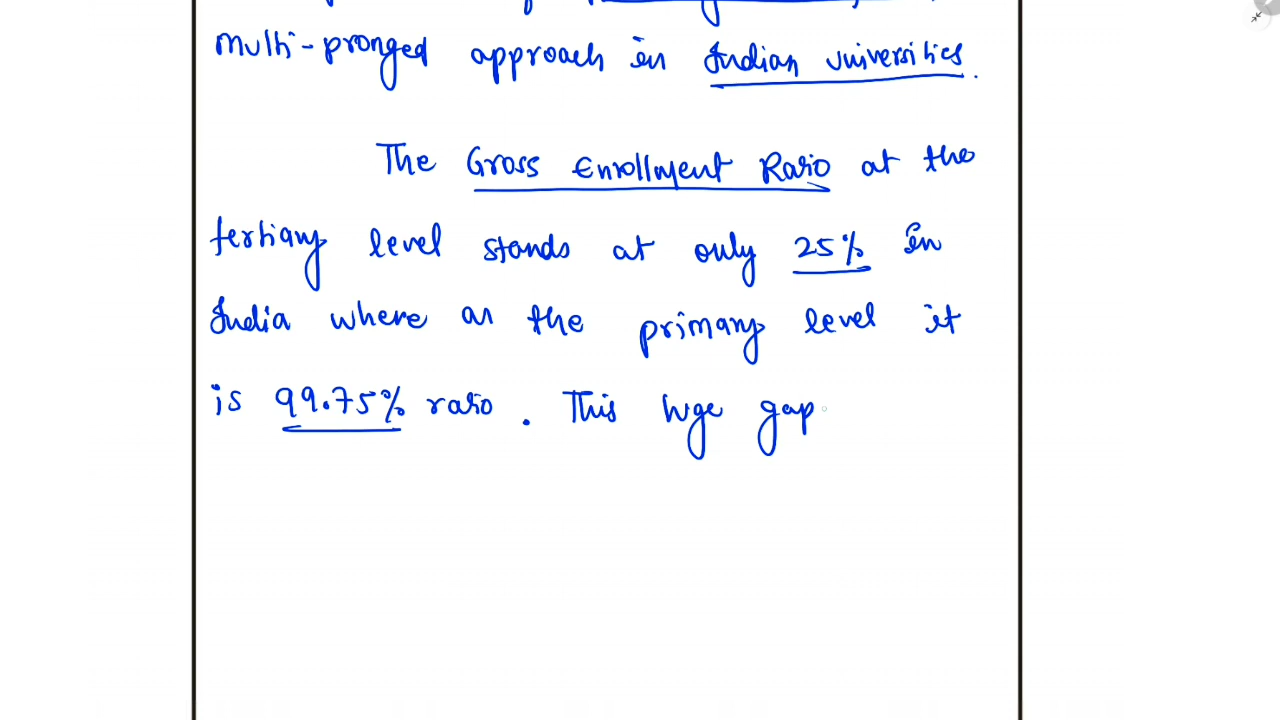 multi-pronged approach in Indian universities.
The Gross Enrollment Ratio at the
tertiary level stands at only 25% in
India where as the primary level it
is 99.75% ratio. This huge gap